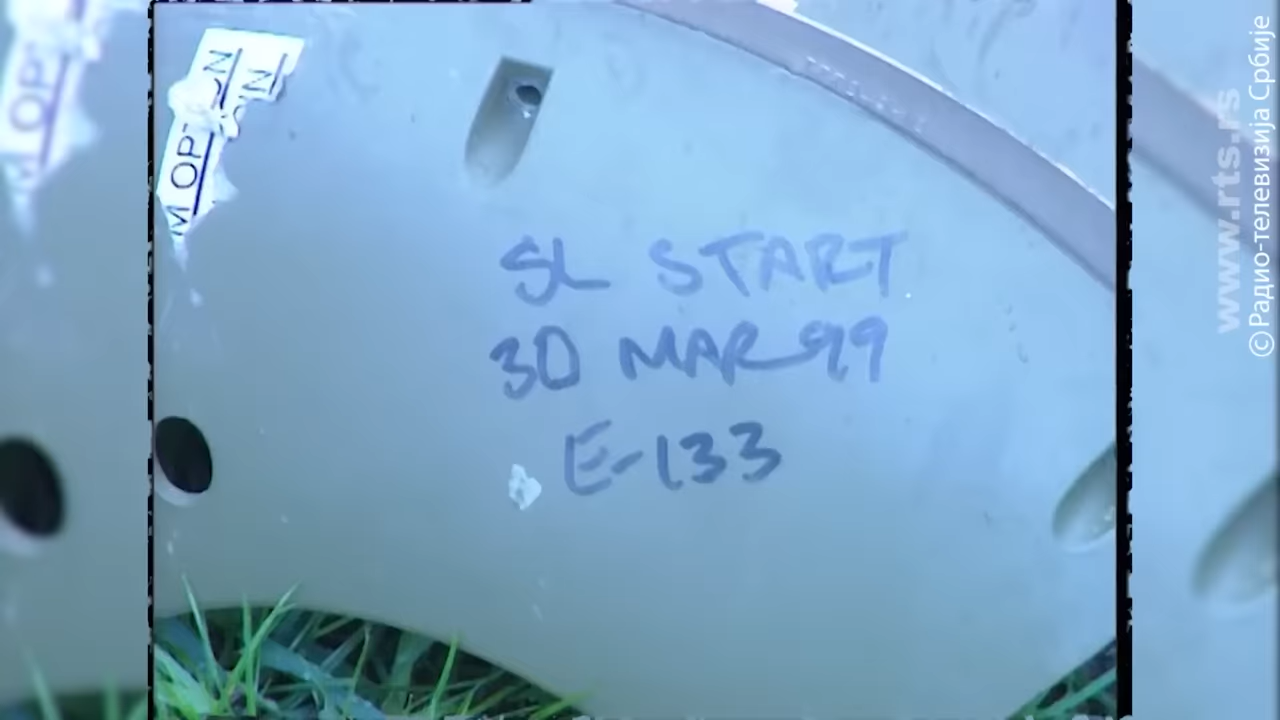 SL START
30 MAR 99
E-133
www.rts.rs
© Радио-телевизија Србије